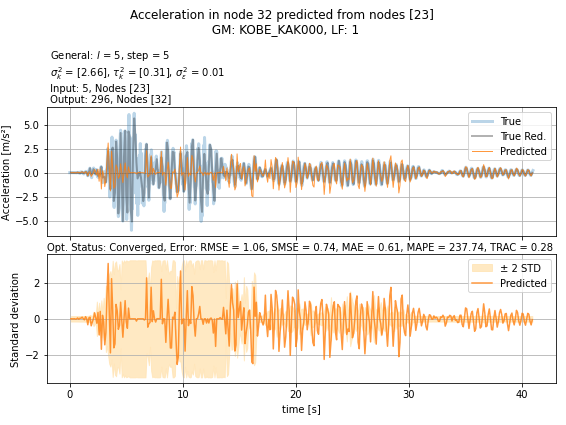 Acceleration in node 32 predicted from nodes [23]
GM: KOBE_KAK000, LF: 1
General: l = 5, step = 5
σ²ₖ = [2.66], τ²ₖ = [0.31], σ²ε = 0.01
Input: 5, Nodes [23]
Output: 296, Nodes [32]
Acceleration [m/s²]
5.0
2.5
0.0
−2.5
−5.0
True
True Red.
Predicted
Opt. Status: Converged, Error: RMSE = 1.06, SMSE = 0.74, MAE = 0.61, MAPE = 237.74, TRAC = 0.28
Standard deviation
2
0
−2
± 2 STD
Predicted
0
10
20
30
40
time [s]